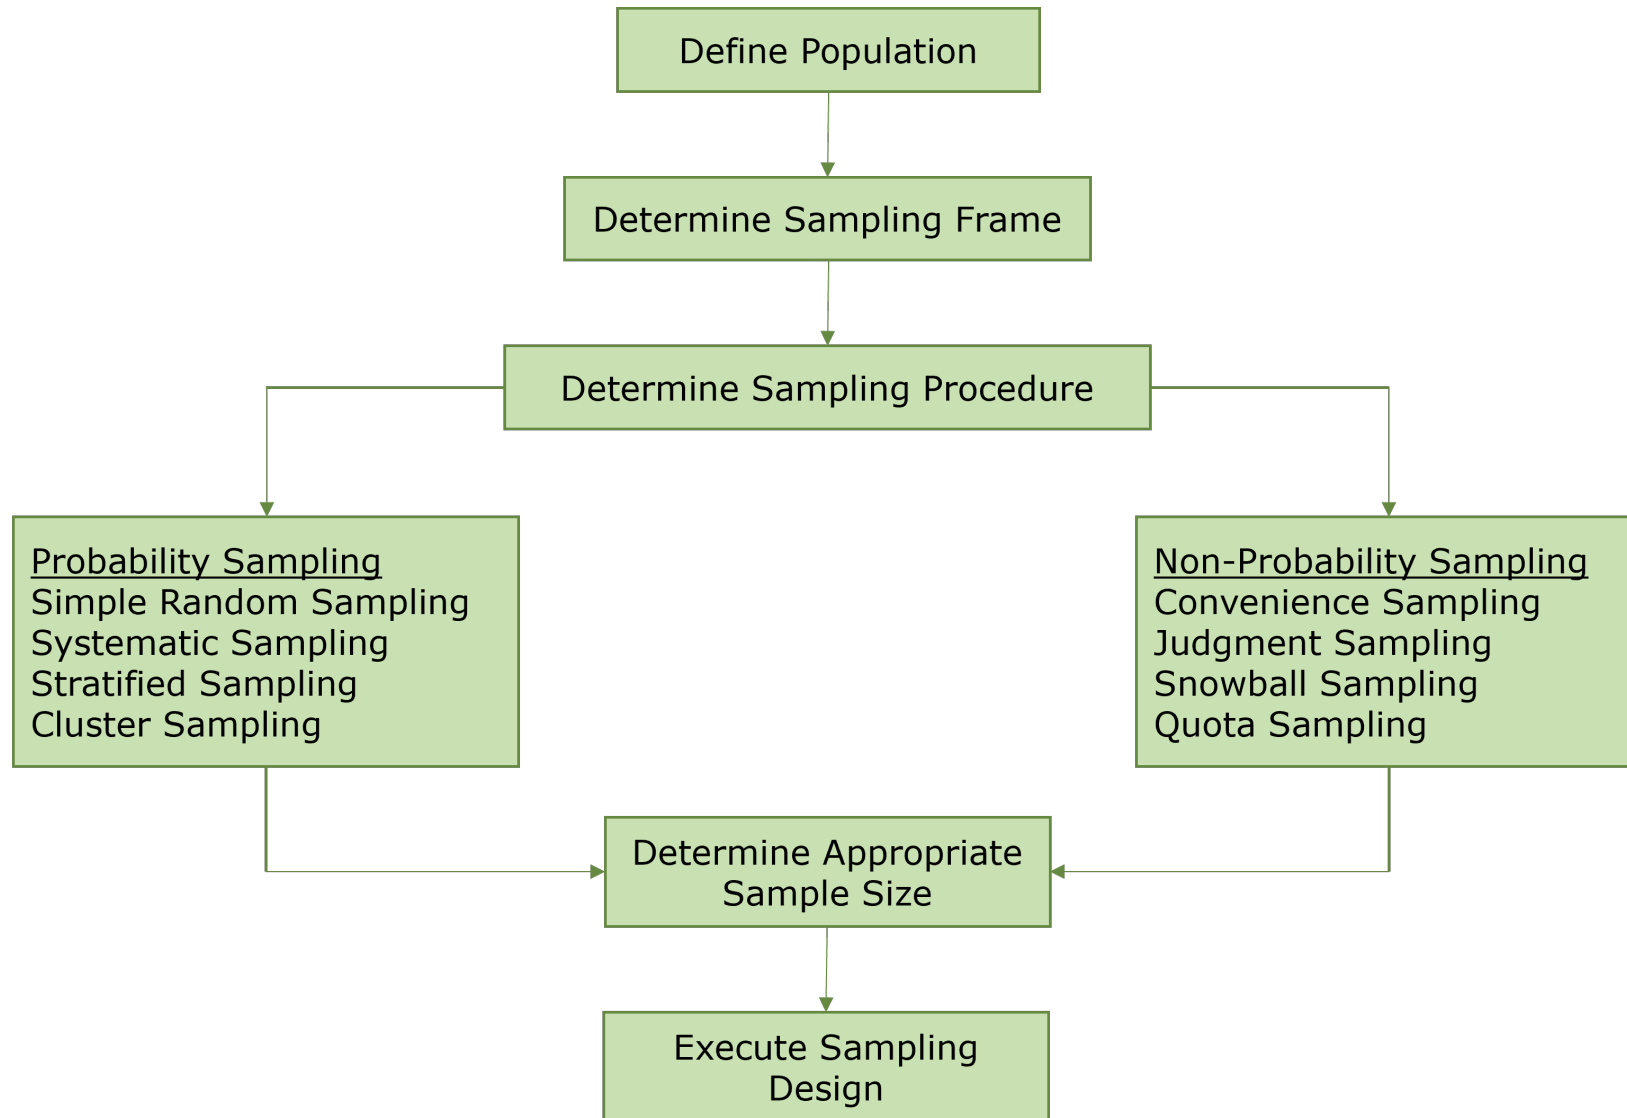 Define Population
Determine Sampling Frame
Determine Sampling Procedure
Probability Sampling
Simple Random Sampling
Systematic Sampling
Stratified Sampling
Cluster Sampling
Non-Probability Sampling
Convenience Sampling
Judgment Sampling
Snowball Sampling
Quota Sampling
Determine Appropriate
Sample Size
Execute Sampling
Design